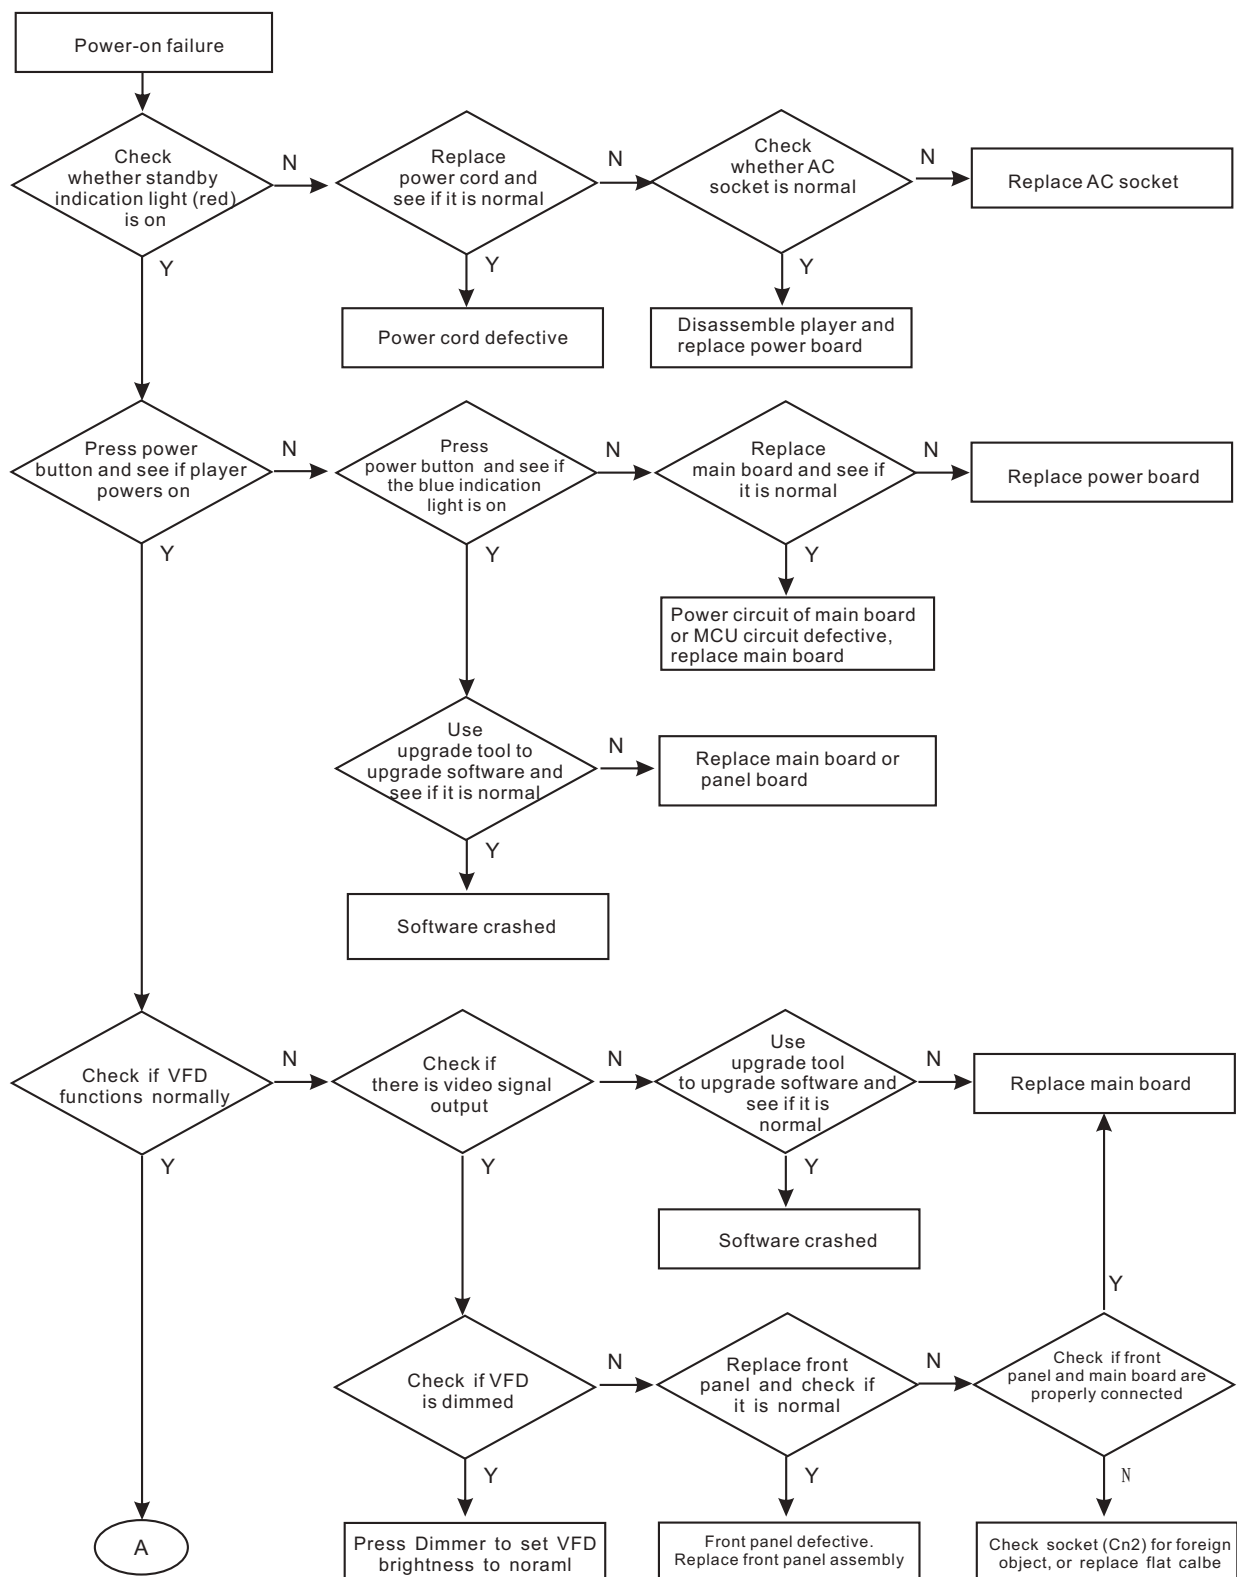 Power-on failure
Check
whether standby
indication light (red)
is on
N
Replace
power cord and
see if it is normal
N
Check
whether AC
socket is normal
N
Replace AC socket
Y
Y
Y
Power cord defective
Disassemble player and
replace power board
Press power
button and see if player
powers on
N
Press
power button and see if
the blue indication
light is on
N
Replace
main board and see if
it is normal
N
Replace power board
Y
Y
Y
Power circuit of main board
or MCU circuit defective,
replace main board
Use
upgrade tool to
upgrade software and
see if it is normal
N
Replace main board or
panel board
Y
Software crashed
Check if VFD
functions normally
N
Check if
there is video signal
output
N
Use
upgrade tool
to upgrade software and
see if it is
normal
N
Replace main board
Y
Y
Y
Software crashed
Y
Check if VFD
is dimmed
N
Replace front
panel and check if
it is normal
N
Check if front
panel and main board are
properly connected
Y
Y
N
A
Press Dimmer to set VFD
brightness to noraml
Front panel defective.
Replace front panel assembly
Check socket (Cn2) for foreign
object, or replace flat calbe